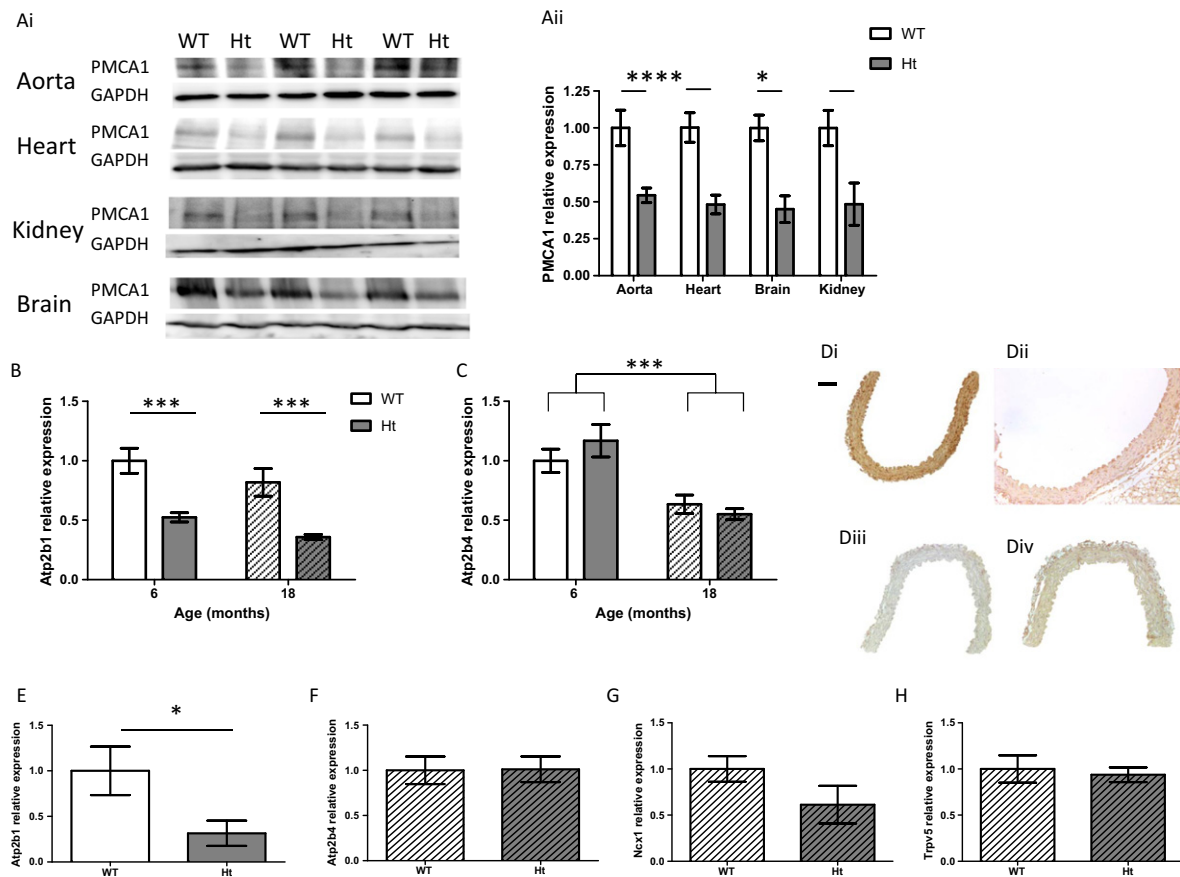 Ai
WT Ht WT Ht WT Ht
Aorta
PMCA1
GAPDH
Heart
PMCA1
GAPDH
Kidney
PMCA1
GAPDH
Brain
PMCA1
GAPDH
Aii
WT
Ht
**** *
PMCA1 relative expression
1.25
1.00
0.75
0.50
0.25
0.00
Aorta Heart Brain Kidney
B
*** ***
WT
Ht
Atp2b1 relative expression
1.5
1.0
0.5
0.0
6 18
Age (months)
C
***
Atp2b4 relative expression
1.5
1.0
0.5
0.0
6 18
Age (months)
Di
Dii
Diii
Div
E
*
Atp2b1 relative expression
1.5
1.0
0.5
0.0
WT Ht
F
Atp2b4 relative expression
1.5
1.0
0.5
0.0
WT Ht
G
Ncx1 relative expression
1.5
1.0
0.5
0.0
WT Ht
H
Trpv5 relative expression
1.5
1.0
0.5
0.0
WT Ht